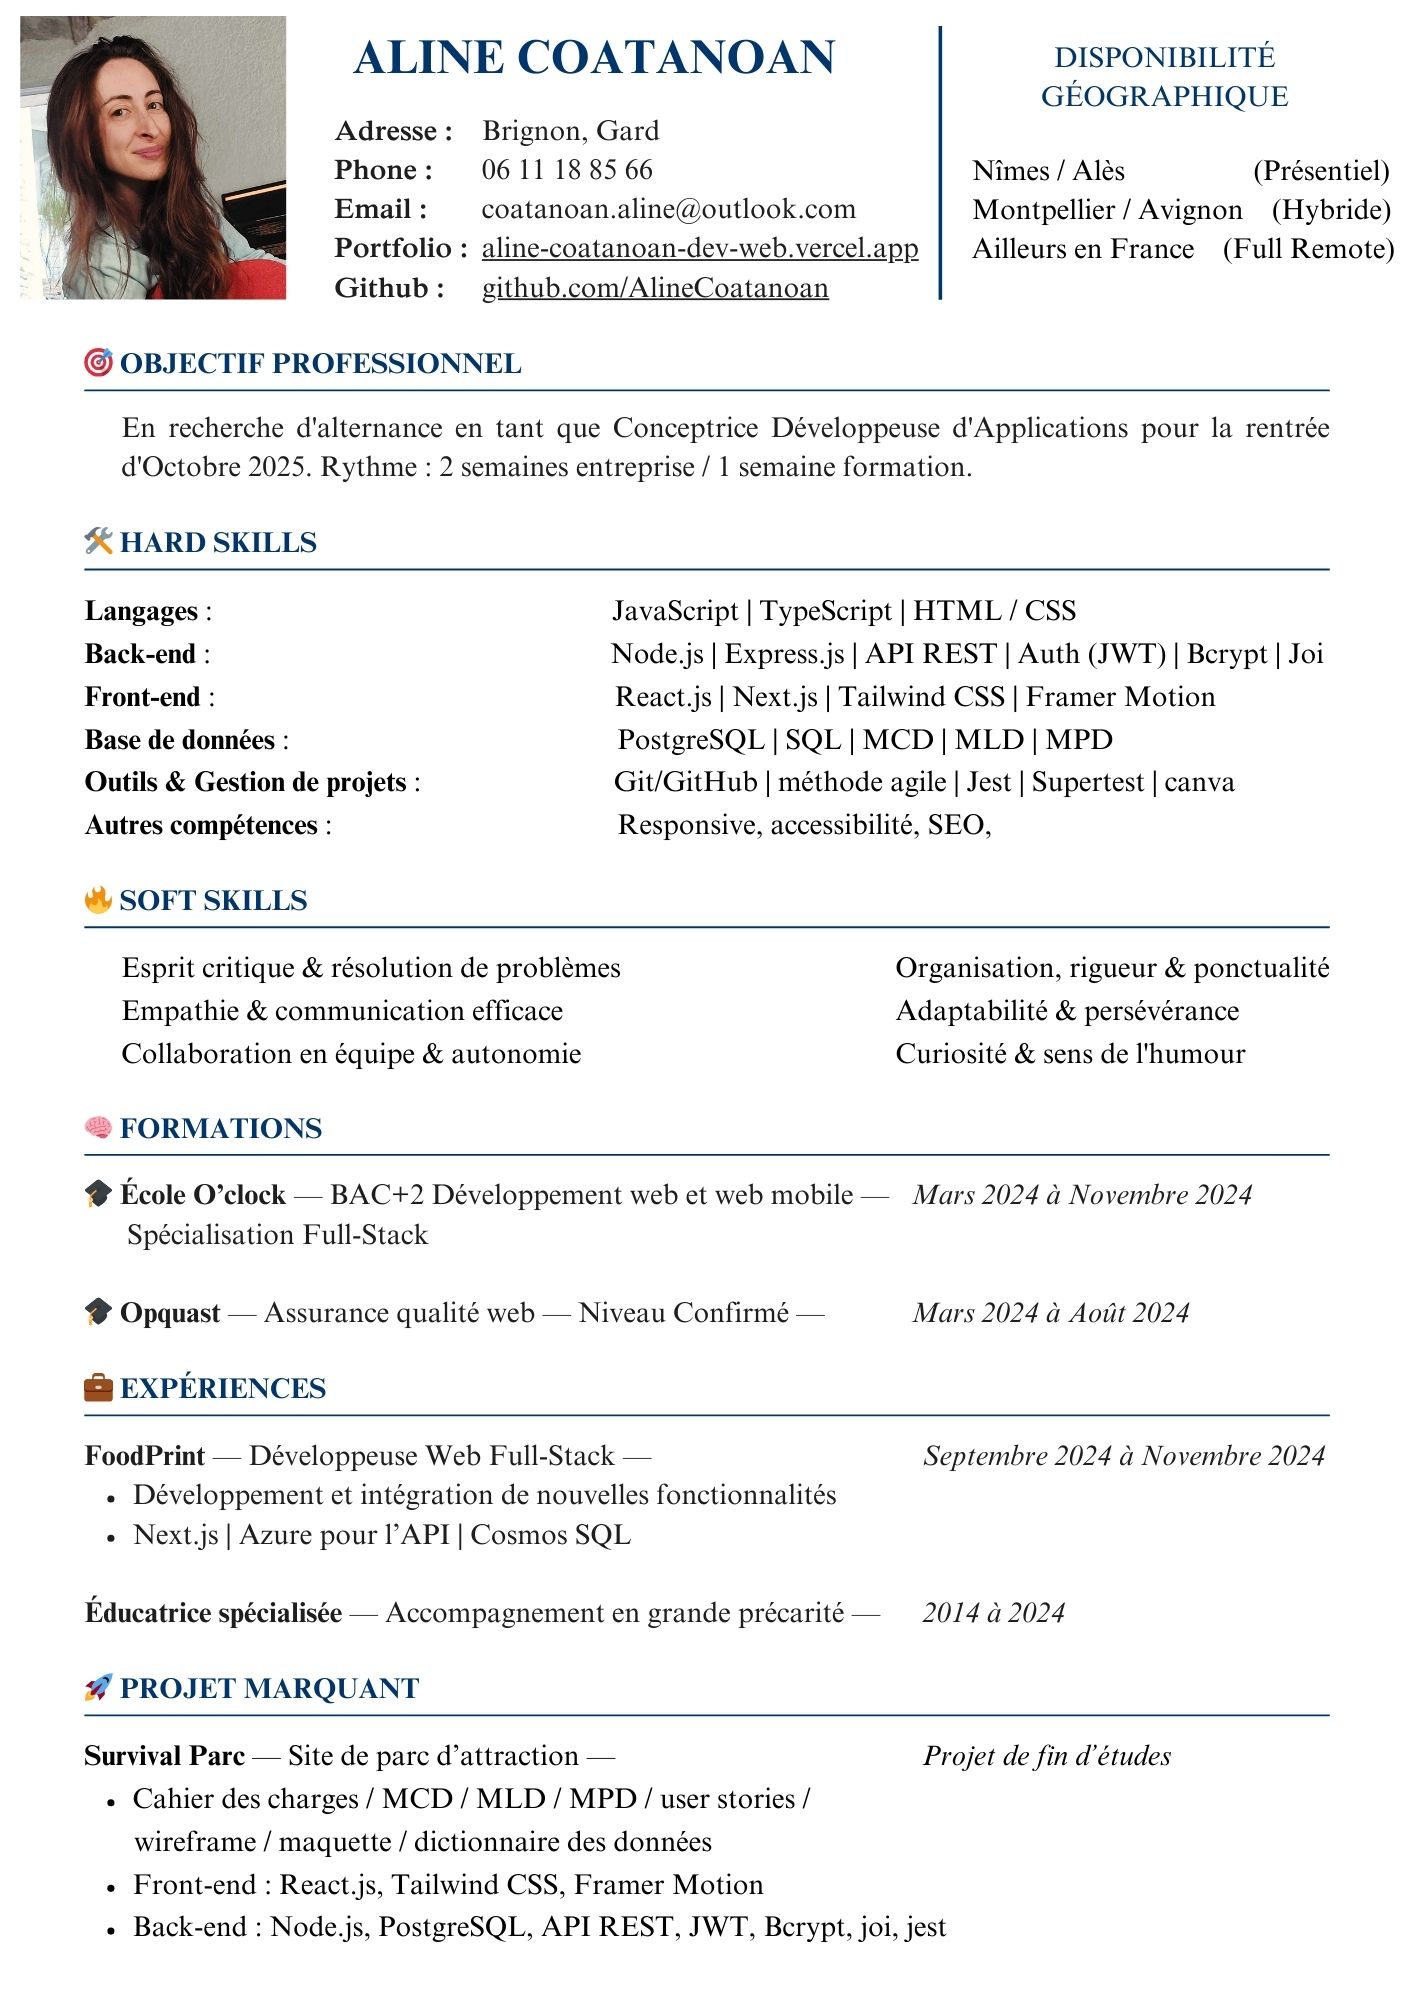 ALINE COATANOAN
Adresse : Brignon, Gard
Phone : 06 11 18 85 66
Email : coatanoan.aline@outlook.com
Portfolio : aline-coatanoan-dev-web.vercel.app
Github : github.com/AlineCoatanoan
DISPONIBILITÉ
GÉOGRAPHIQUE
Nîmes / Alès (Présentiel)
Montpellier / Avignon (Hybride)
Ailleurs en France (Full Remote)
OBJECTIF PROFESSIONNEL
En recherche d'alternance en tant que Conceptrice Développeuse d'Applications pour la rentrée
d'Octobre 2025. Rythme : 2 semaines entreprise / 1 semaine formation.
HARD SKILLS
Langages : JavaScript | TypeScript | HTML / CSS
Back-end : Node.js | Express.js | API REST | Auth (JWT) | Bcrypt | Joi
Front-end : React.js | Next.js | Tailwind CSS | Framer Motion
Base de données : PostgreSQL | SQL | MCD | MLD | MPD
Outils & Gestion de projets : Git/GitHub | méthode agile | Jest | Supertest | canva
Autres compétences : Responsive, accessibilité, SEO,
SOFT SKILLS
Esprit critique & résolution de problèmes Organisation, rigueur & ponctualité
Empathie & communication efficace Adaptabilité & persévérance
Collaboration en équipe & autonomie Curiosité & sens de l'humour
FORMATIONS
École O’clock — BAC+2 Développement web et web mobile — Mars 2024 à Novembre 2024
Spécialisation Full-Stack
Opquast — Assurance qualité web — Niveau Confirmé — Mars 2024 à Août 2024
EXPÉRIENCES
FoodPrint — Développeuse Web Full-Stack — Septembre 2024 à Novembre 2024
• Développement et intégration de nouvelles fonctionnalités
• Next.js | Azure pour l’API | Cosmos SQL
Éducatrice spécialisée — Accompagnement en grande précarité — 2014 à 2024
PROJET MARQUANT
Survival Parc — Site de parc d’attraction — Projet de fin d’études
• Cahier des charges / MCD / MLD / MPD / user stories /
wireframe / maquette / dictionnaire des données
• Front-end : React.js, Tailwind CSS, Framer Motion
• Back-end : Node.js, PostgreSQL, API REST, JWT, Bcrypt, joi, jest